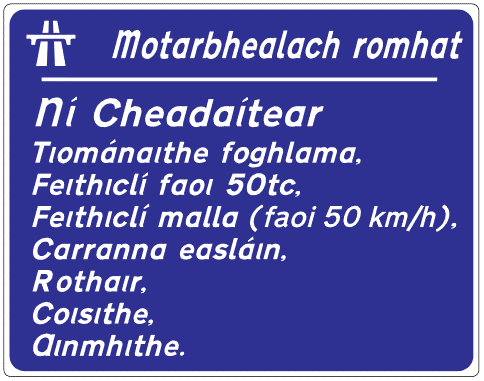 Motarbhealach romhat
Ní Cheadaítear
Tiománaithe foghlama,
Feithiclí faoi 50tc,
Feithiclí malla (faoi 50 km/h),
Carranna easláin,
Rothair,
Coisithe,
Ainmhithe.